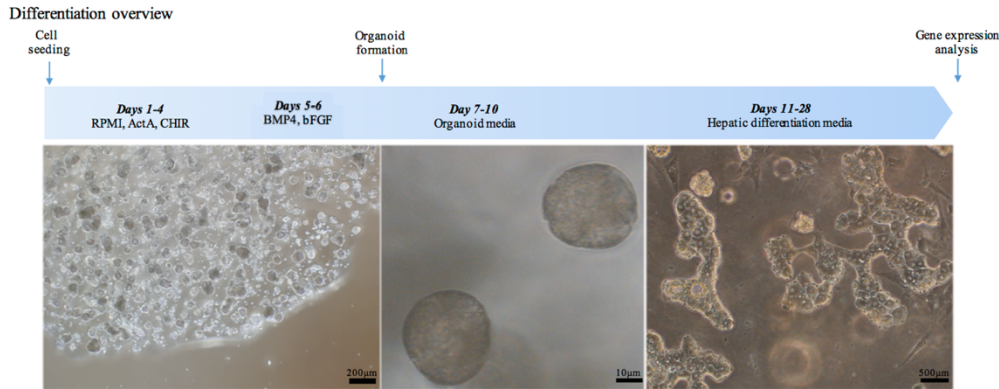 Differentiation overview
Cell
seeding
Organoid
formation
Gene expression
analysis
Days 1-4
RPMI, ActA, CHIR
Days 5-6
BMP4, bFGF
Day 7-10
Organoid media
Days 11-28
Hepatic differentiation media
200μm
10μm
500μm